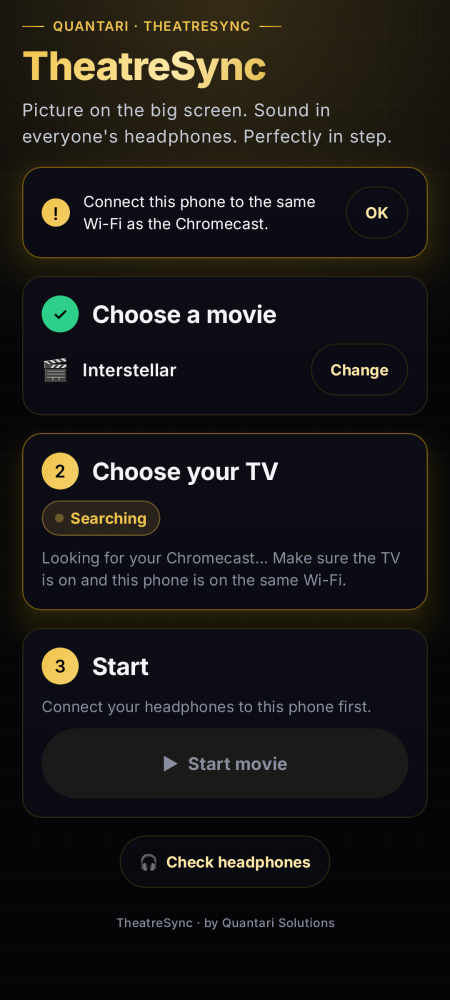 QUANTARI · THEATRESYNC
TheatreSync
Picture on the big screen. Sound in
everyone's headphones. Perfectly in step.
!
Connect this phone to the same
Wi-Fi as the Chromecast.
OK
Choose a movie
Interstellar
Change
2
Choose your TV
Searching
Looking for your Chromecast... Make sure the TV
is on and this phone is on the same Wi-Fi.
3
Start
Connect your headphones to this phone first.
Start movie
Check headphones
TheatreSync · by Quantari Solutions